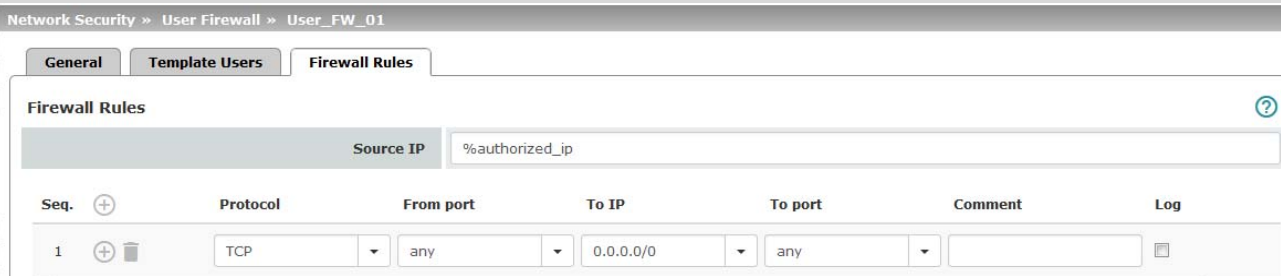 Network Security » User Firewall » User_FW_01
General Template Users Firewall Rules
Firewall Rules
Source IP %authorized_ip
Seq. Protocol From port To IP To port Comment Log
1 TCP any 0.0.0.0/0 any